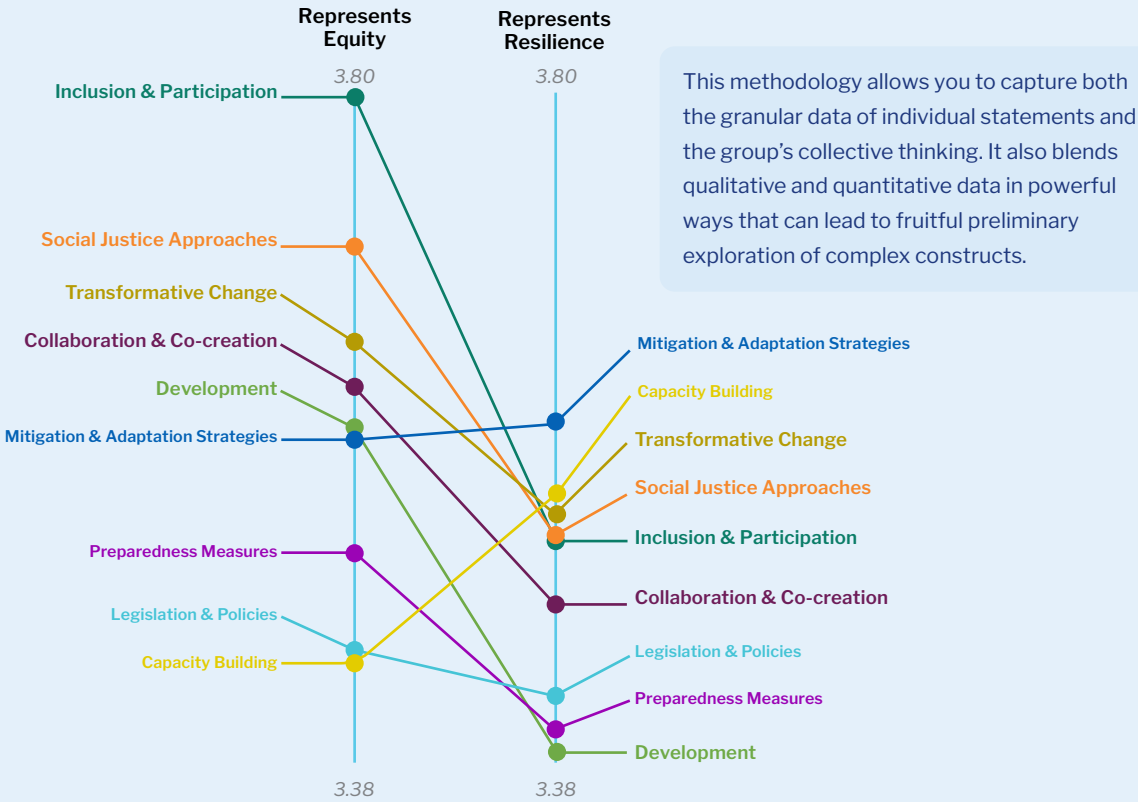 Represents
Equity
Represents
Resilience
3.80
3.80
Inclusion & Participation
Social Justice Approaches
Transformative Change
Collaboration & Co-creation
Development
Mitigation & Adaptation Strategies
Preparedness Measures
Legislation & Policies
Capacity Building
Mitigation & Adaptation Strategies
Capacity Building
Transformative Change
Social Justice Approaches
Inclusion & Participation
Collaboration & Co-creation
Legislation & Policies
Preparedness Measures
Development
3.38
3.38
This methodology allows you to capture both
the granular data of individual statements and
the group’s collective thinking. It also blends
qualitative and quantitative data in powerful
ways that can lead to fruitful preliminary
exploration of complex constructs.